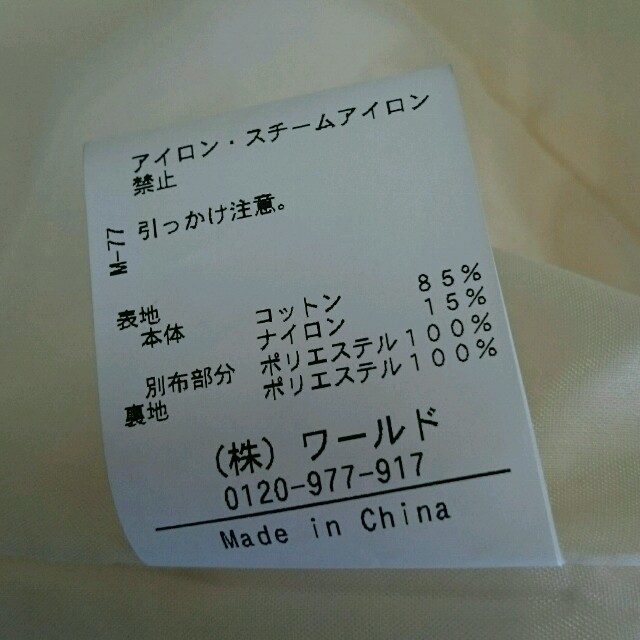 アイロン・スチームアイロン
禁止
M-77
引っかけ注意。
表地
本体 コットン 85%
ナイロン 15%
別布部分 ポリエステル100%
裏地 ポリエステル100%
(株) ワールド
0120-977-917
Made in China